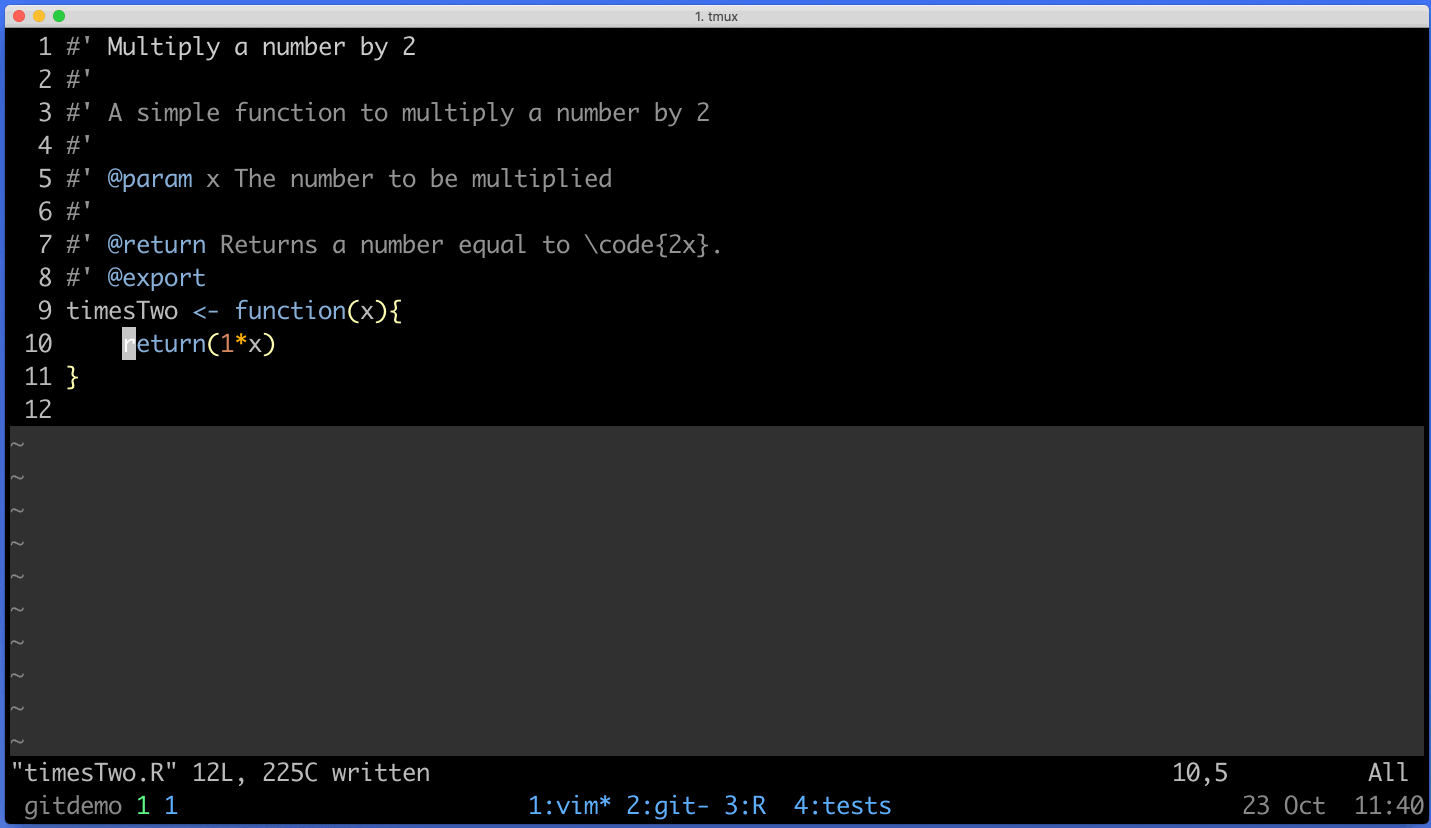 1. tmux
1 #' Multiply a number by 2
2 #'
3 #' A simple function to multiply a number by 2
4 #'
5 #' @param x The number to be multiplied
6 #'
7 #' @return Returns a number equal to \code{2x}.
8 #' @export
9 timesTwo <- function(x){
10     return(1*x)
11 }
12
~
~
~
~
~
~
~
~
~
~
"timesTwo.R" 12L, 225C written 10,5 All
gitdemo 1 1 1:vim* 2:git- 3:R  4:tests 23 Oct  11:40